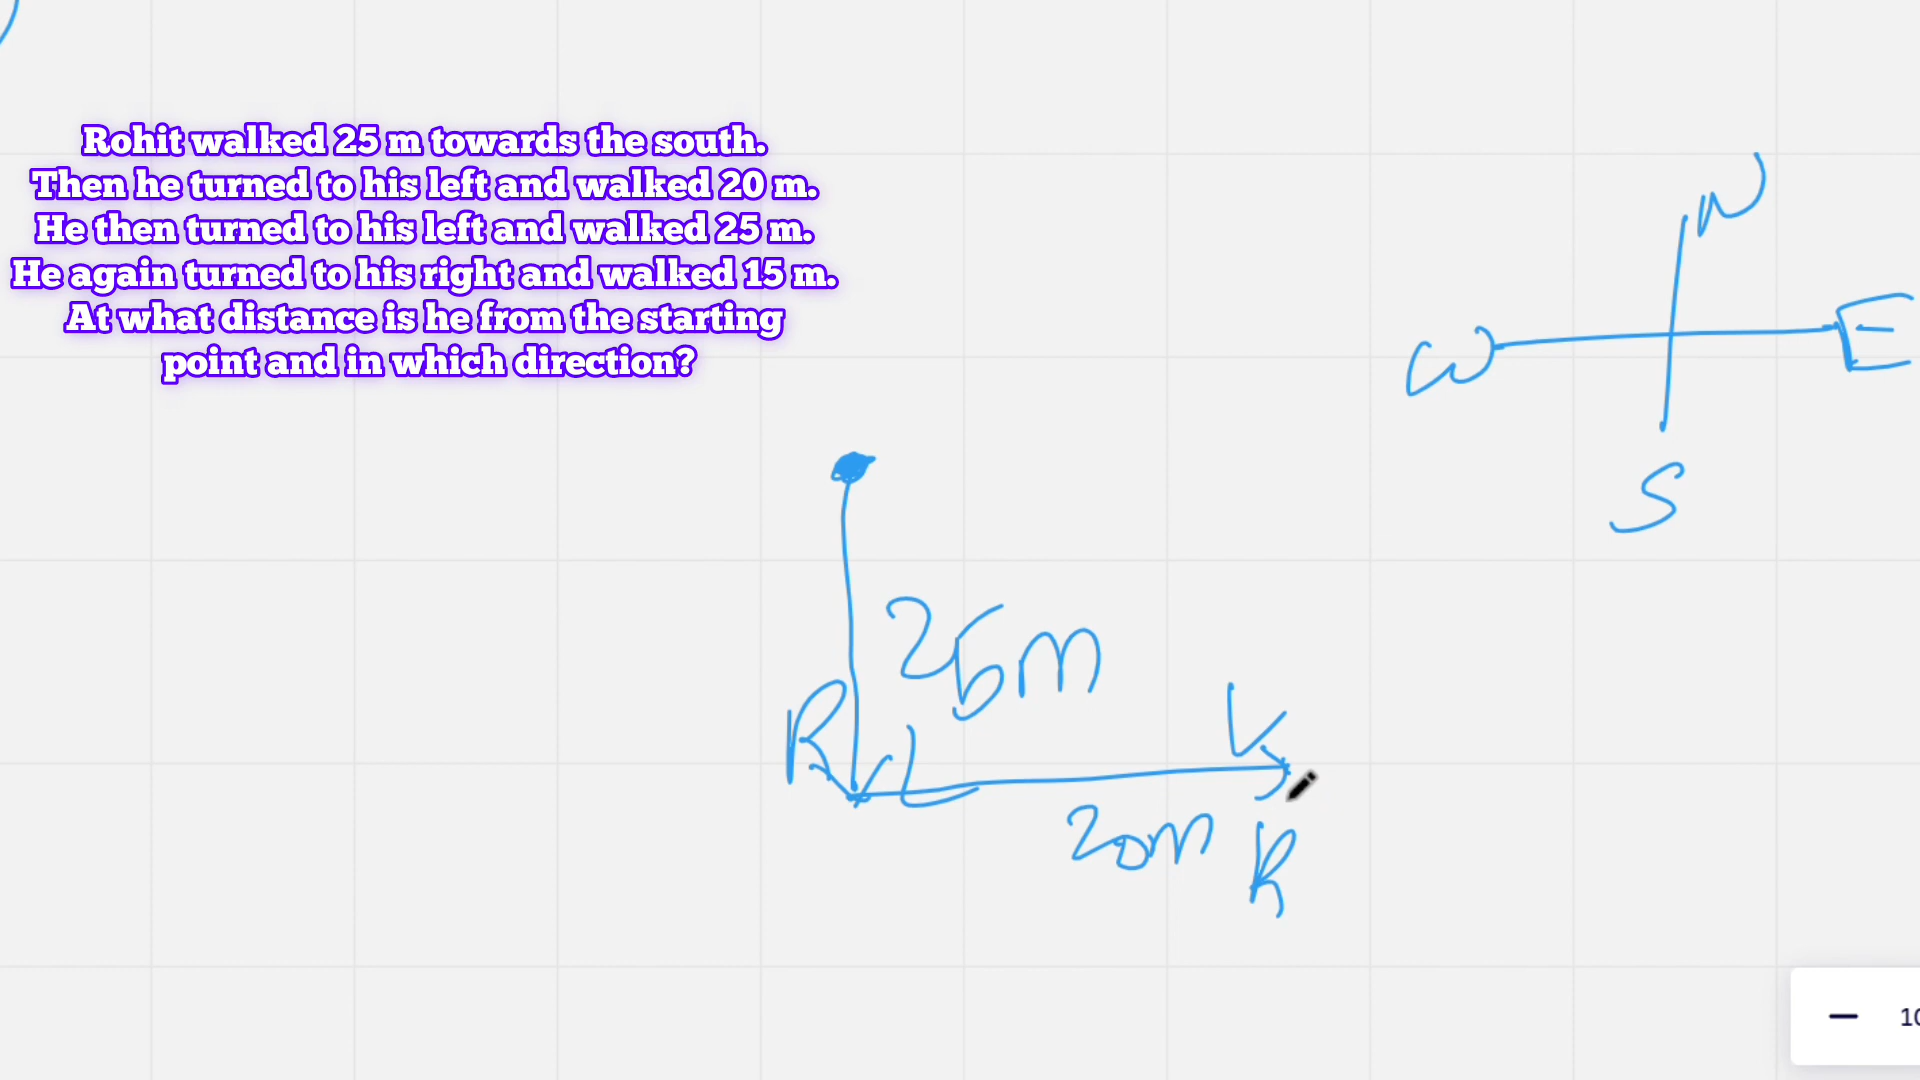 Rohit walked 25 m towards the south.
Then he turned to his left and walked 20 m.
He then turned to his left and walked 25 m.
He again turned to his right and walked 15 m.
At what distance is he from the starting
point and in which direction?
N
W
E
S
25m
R
L
L
20m
R
10